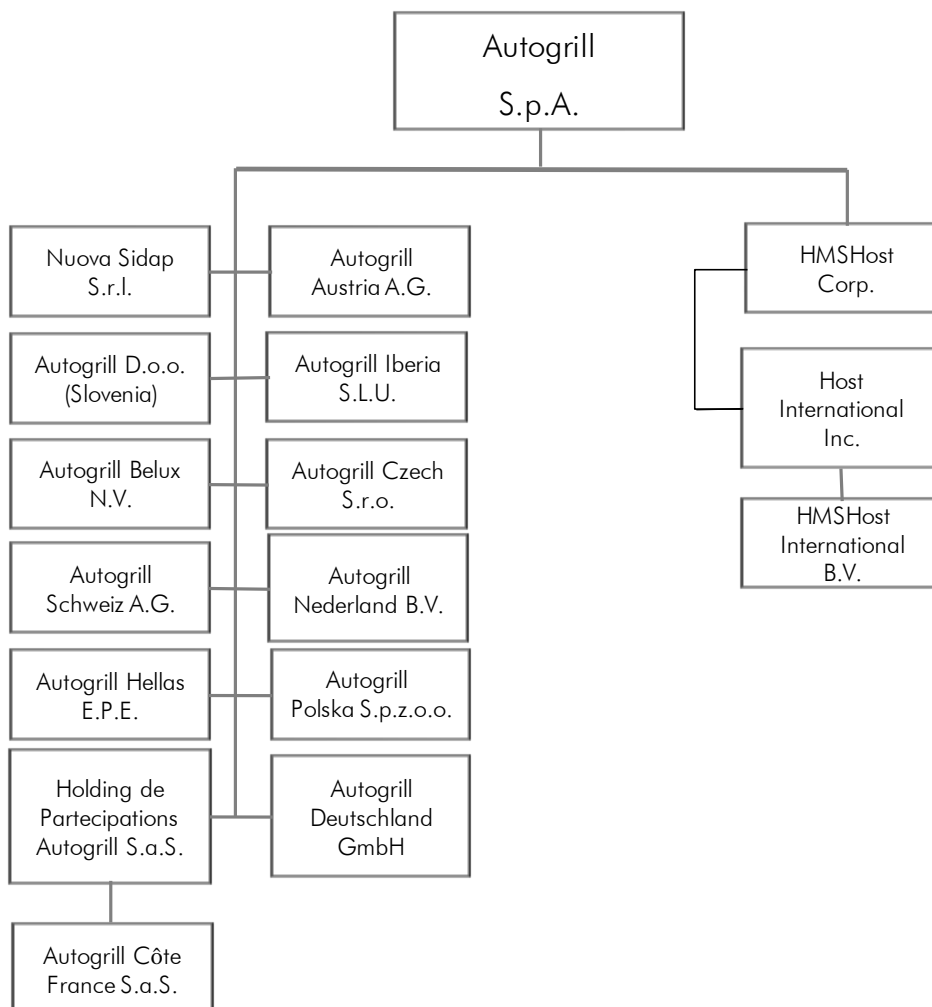 Autogrill
S.p.A.
Nuova Sidap
S.r.l.
Autogrill
Austria A.G.
HMSHost
Corp.
Autogrill D.o.o.
(Slovenia)
Autogrill Iberia
S.L.U.
Host
International
Inc.
Autogrill Belux
N.V.
Autogrill Czech
S.r.o.
HMSHost
International
B.V.
Autogrill
Schweiz A.G.
Autogrill
Nederland B.V.
Autogrill Hellas
E.P.E.
Autogrill
Polska S.p.z.o.o.
Holding de
Partecipations
Autogrill S.a.S.
Autogrill
Deutschland
GmbH
Autogrill Côte
France S.a.S.